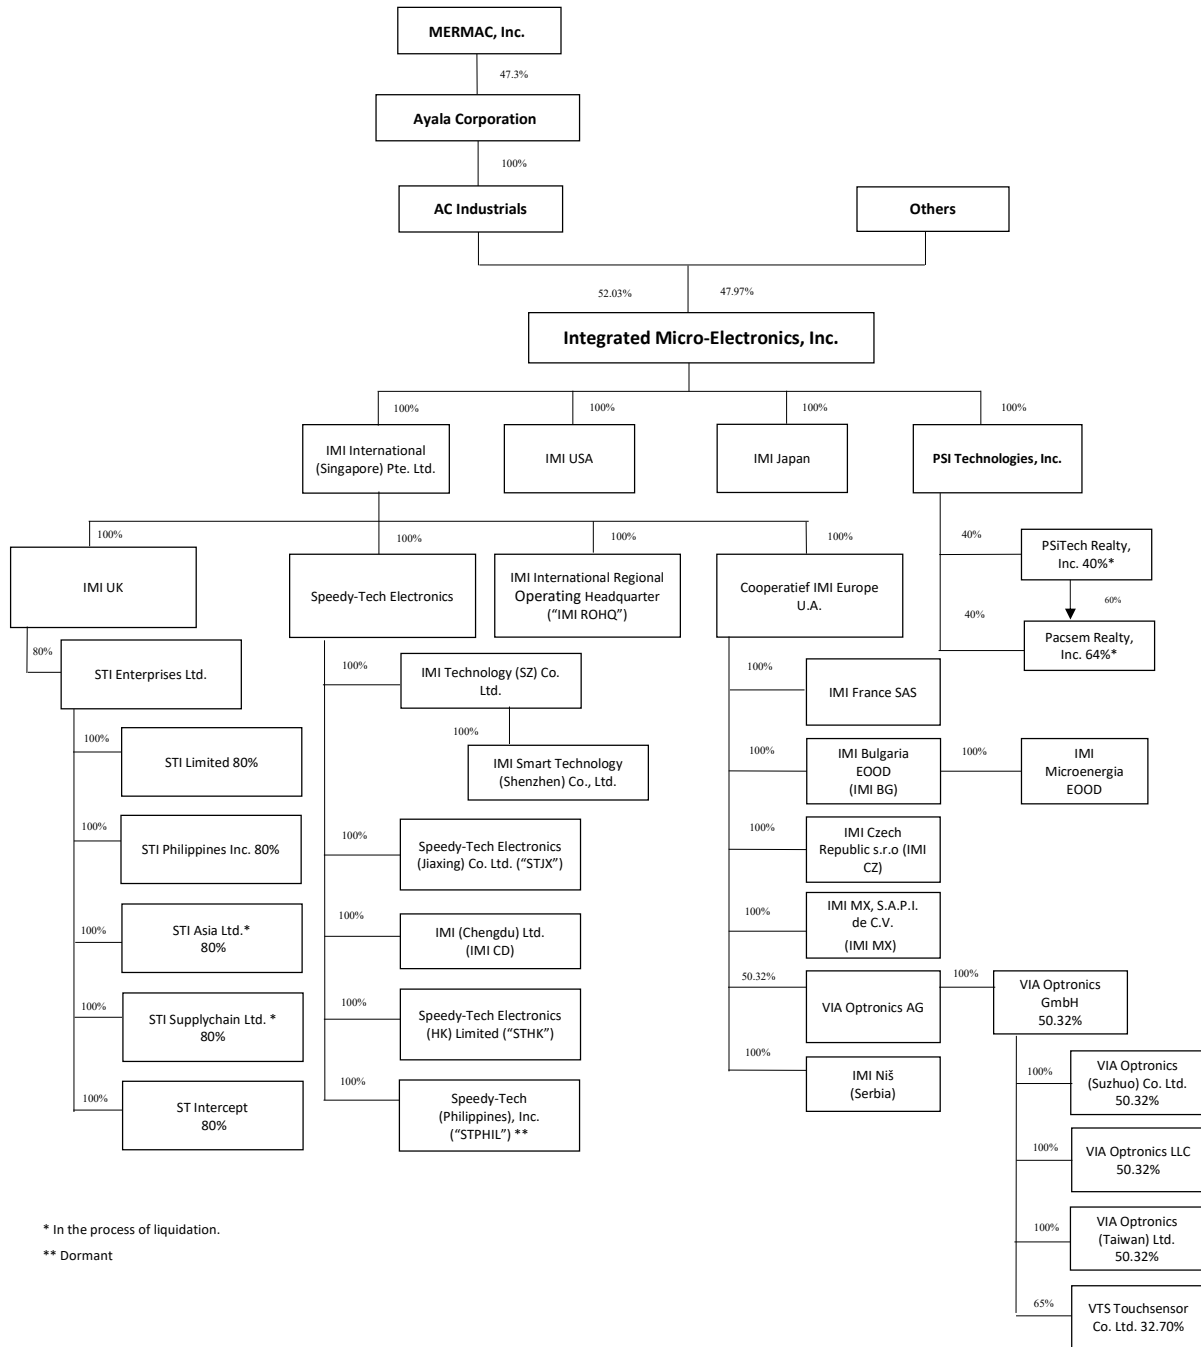 MERMAC, Inc.
47.3%
Ayala Corporation
100%
AC Industrials
Others
52.03%
47.97%
Integrated Micro-Electronics, Inc.
100%
100%
100%
100%
IMI International
(Singapore) Pte. Ltd.
IMI USA
IMI Japan
PSI Technologies, Inc.
100%
100%
100%
100%
IMI UK
Speedy-Tech Electronics
IMI International Regional
Operating Headquarter
(“IMI ROHQ”)
Cooperatief IMI Europe
U.A.
40%
PSiTech Realty,
Inc. 40%*
60%
40%
Pacsem Realty,
Inc. 64%*
80%
STI Enterprises Ltd.
100%
STI Limited 80%
100%
STI Philippines Inc. 80%
100%
STI Asia Ltd.*
80%
100%
STI Supplychain Ltd. *
80%
100%
ST Intercept
80%
100%
IMI Technology (SZ) Co.
Ltd.
100%
IMI Smart Technology
(Shenzhen) Co., Ltd.
100%
Speedy-Tech Electronics
(Jiaxing) Co. Ltd. (“STJX”)
100%
IMI (Chengdu) Ltd.
(IMI CD)
100%
Speedy-Tech Electronics
(HK) Limited (“STHK”)
100%
Speedy-Tech
(Philippines), Inc.
(“STPHIL”) **
100%
IMI France SAS
100%
IMI Bulgaria
EOOD
(IMI BG)
100%
IMI
Microenergia
EOOD
100%
IMI Czech
Republic s.r.o (IMI
CZ)
100%
IMI MX, S.A.P.I.
de C.V.
(IMI MX)
50.32%
VIA Optronics AG
100%
VIA Optronics
GmbH
50.32%
100%
IMI Niš
(Serbia)
100%
VIA Optronics
(Suzhuo) Co. Ltd.
50.32%
100%
VIA Optronics LLC
50.32%
100%
VIA Optronics
(Taiwan) Ltd.
50.32%
65%
VTS Touchsensor
Co. Ltd. 32.70%
* In the process of liquidation.
** Dormant